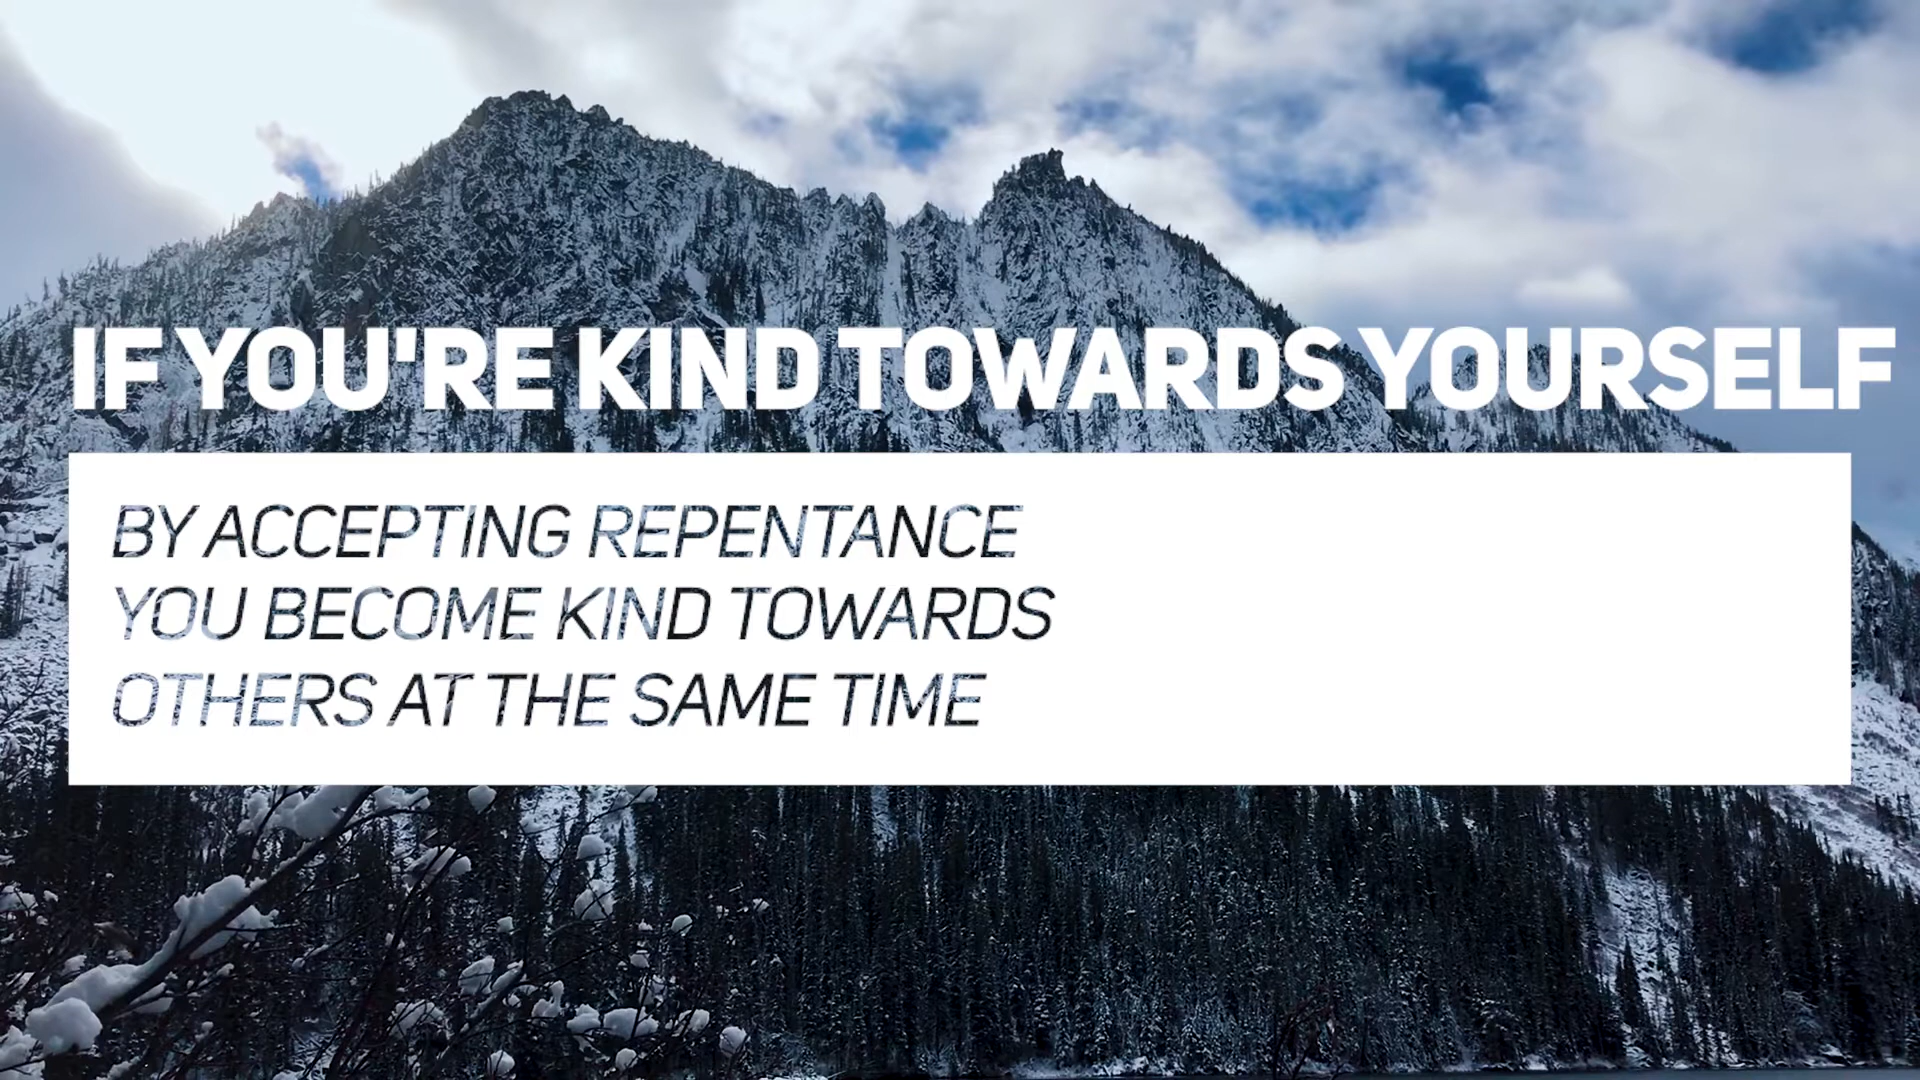 IF YOU'RE KIND TOWARDS YOURSELF
BY ACCEPTING REPENTANCE
YOU BECOME KIND TOWARDS
OTHERS AT THE SAME TIME